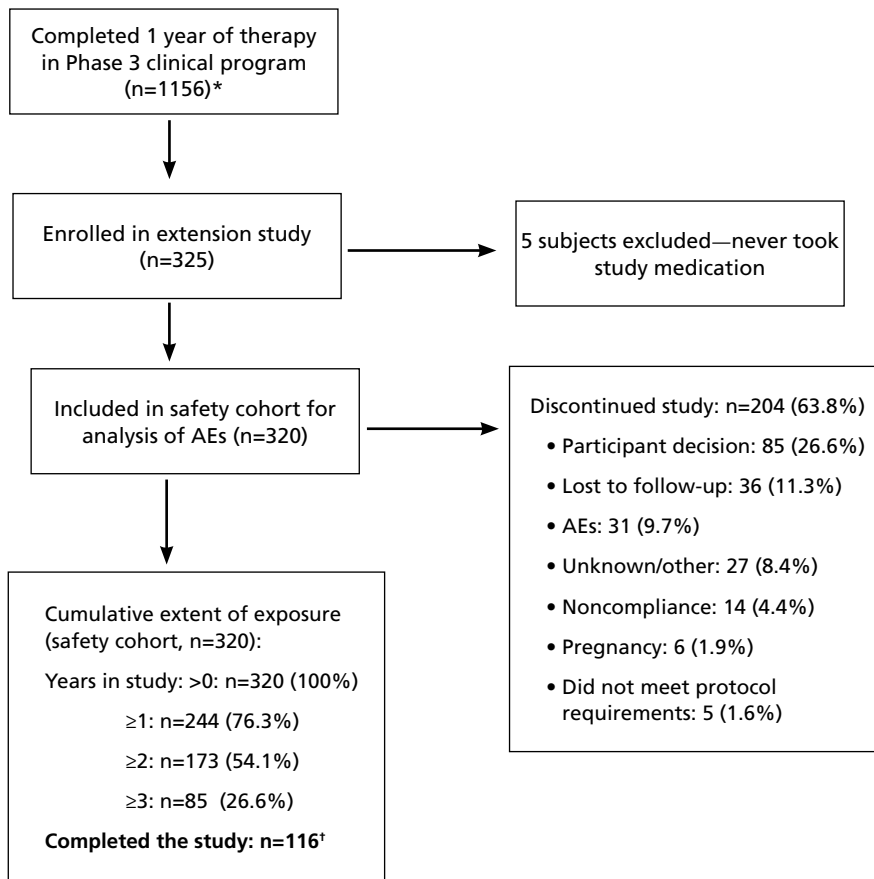 Completed 1 year of therapy
in Phase 3 clinical program
(n=1156)*
Enrolled in extension study
(n=325)
5 subjects excluded—never took
study medication
Included in safety cohort for
analysis of AEs (n=320)
Discontinued study: n=204 (63.8%)
• Participant decision: 85 (26.6%)
• Lost to follow-up: 36 (11.3%)
• AEs: 31 (9.7%)
• Unknown/other: 27 (8.4%)
• Noncompliance: 14 (4.4%)
• Pregnancy: 6 (1.9%)
• Did not meet protocol
requirements: 5 (1.6%)
Cumulative extent of exposure
(safety cohort, n=320):
Years in study: >0: n=320 (100%)
≥1: n=244 (76.3%)
≥2: n=173 (54.1%)
≥3: n=85 (26.6%)
Completed the study: n=116†